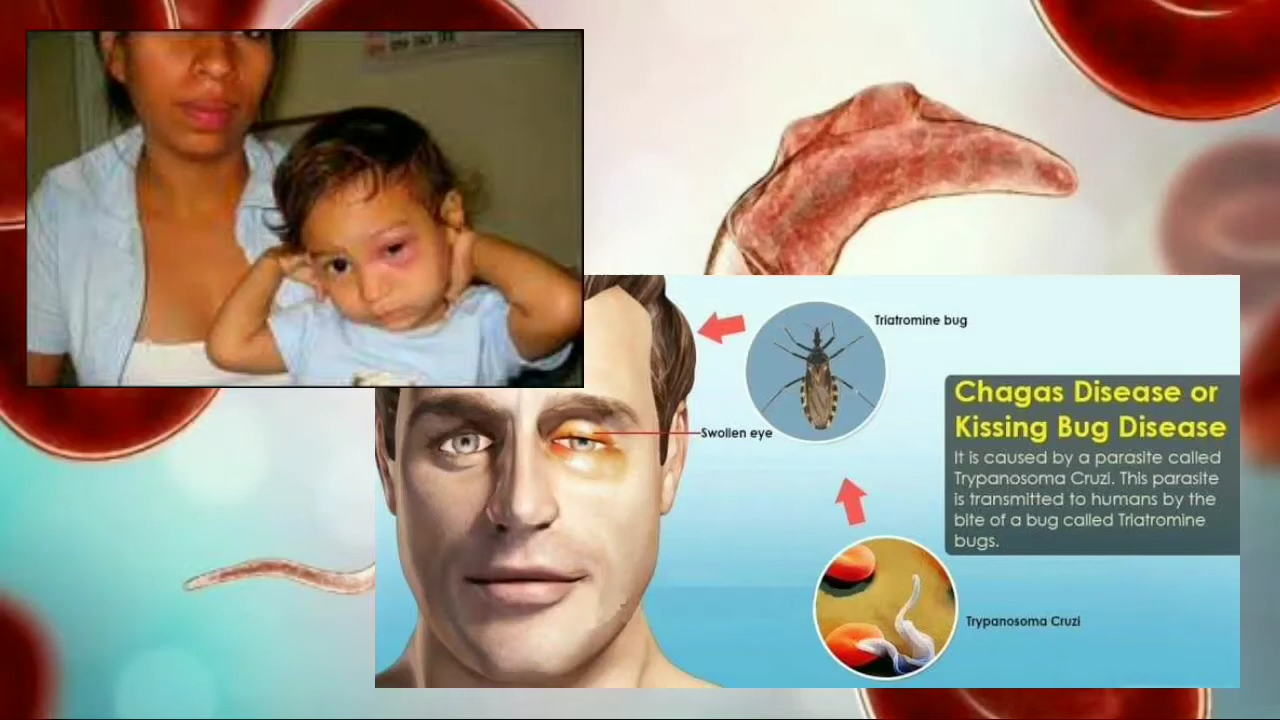 Triatromine bug
Chagas Disease or
Kissing Bug Disease
It is caused by a parasite called
Trypanosoma Cruzi. This parasite
is transmitted to humans by the
bite of a bug called Triatromine
bugs.
Swollen eye
Trypanosoma Cruzi